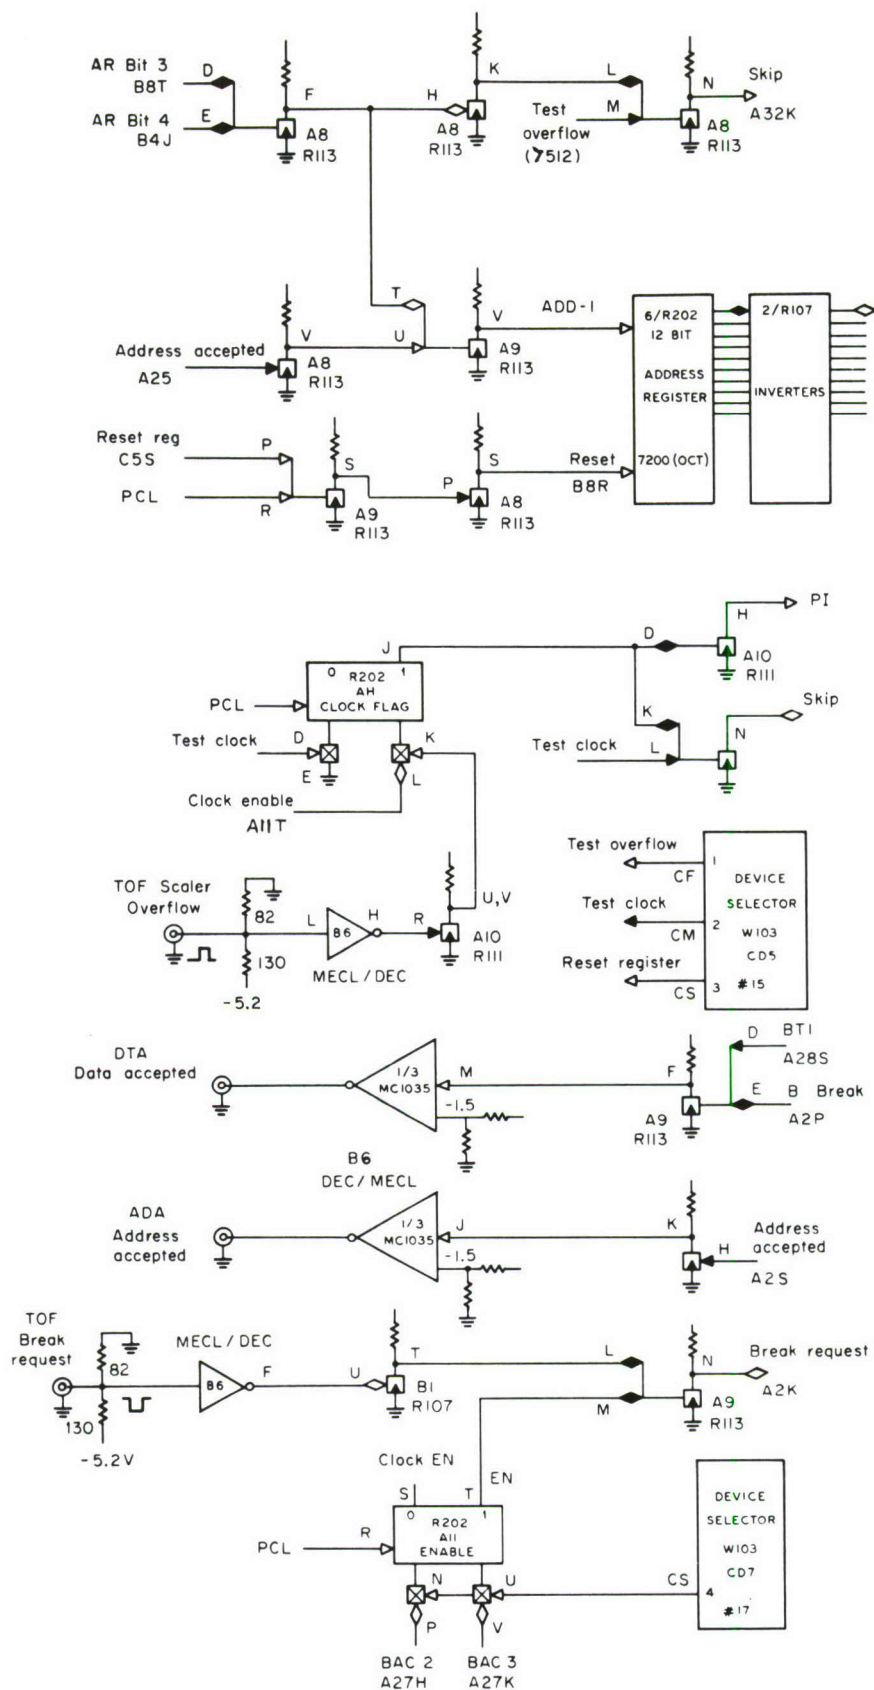 AR Bit 3
B8T
D
AR Bit 4
B4J
E
F
A8
R113
H
K
A8
R113
L
M
Test
overflow
(7512)
N
Skip
A32K
A8
R113
T
V
U
Address accepted
A25
A8
R113
V
ADD-1
A9
R113
6/R202
12 BIT
ADDRESS
REGISTER
7200 (OCT)
2/R107
INVERTERS
Reset reg
C5S
P
PCL
R
S
A9
R113
P
S
A8
R113
Reset
B8R
J
0
1
R202
AH
CLOCK FLAG
PCL
Test clock
D
E
K
L
Clock enable
A11T
D
H
PI
A10
R111
K
L
Test clock
N
Skip
TOF Scaler
Overflow
82
130
-5.2
L
B6
H
MECL/DEC
R
U,V
A10
R111
Test overflow
CF
Test clock
CM
Reset register
CS
1
2
3
DEVICE
SELECTOR
W103
CD5
#15
DTA
Data accepted
1/3
MC1035
M
-1.5
F
A9
R113
D
BT1
A28S
E
B Break
A2P
B6
DEC/MECL
ADA
Address
accepted
1/3
MC1035
J
-1.5
K
H
Address
accepted
A2S
TOF
Break
request
82
130
-5.2V
MECL/DEC
B6
F
U
T
B1
R107
L
M
N
Break request
A2K
A9
R113
Clock EN
EN
S
T
0
1
R202
A11
ENABLE
PCL
R
N
U
P
V
BAC 2
A27H
BAC 3
A27K
CS
4
DEVICE
SELECTOR
W103
CD7
#17